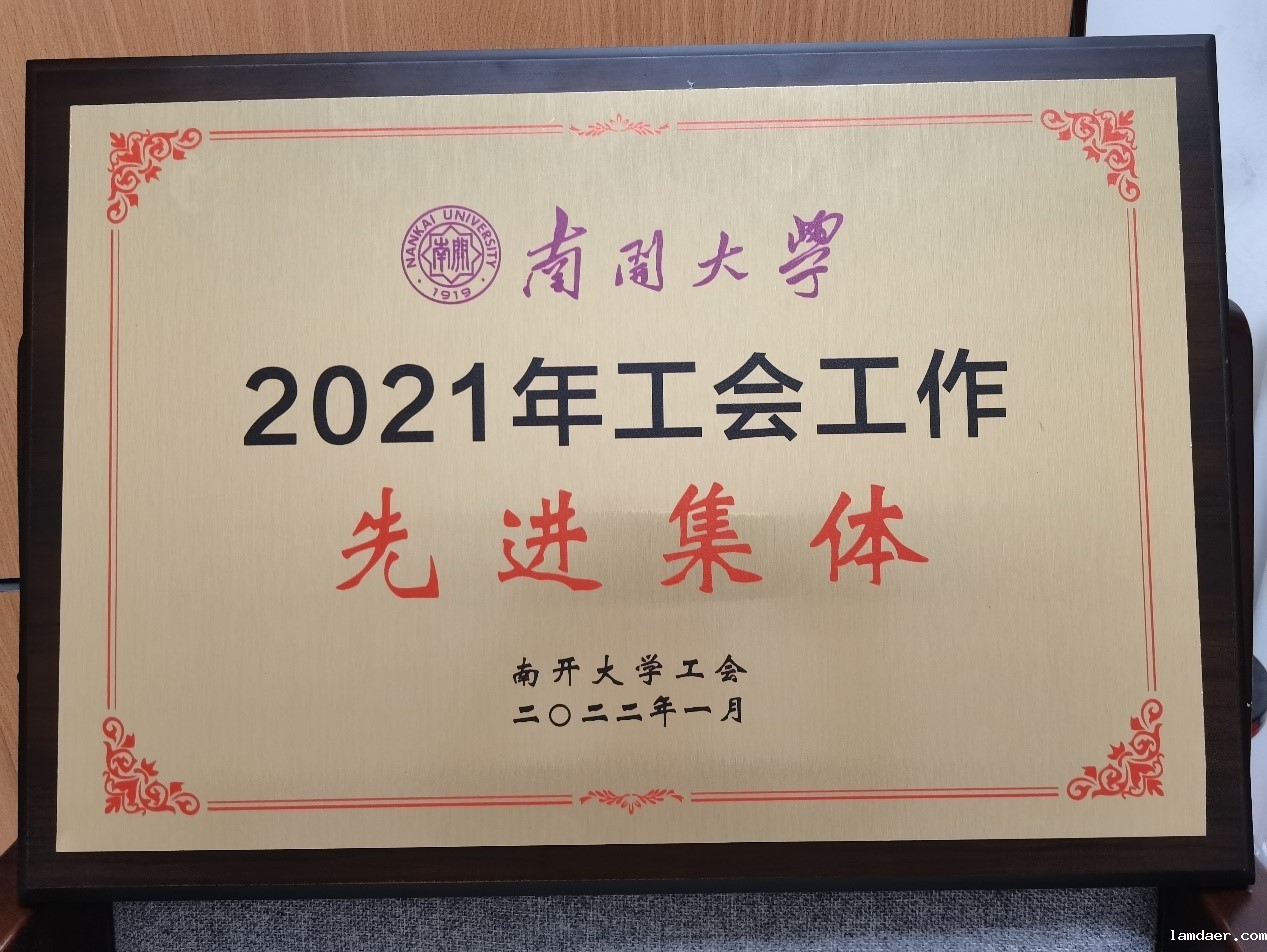 NANKAI UNIVERSITY
南開
1919
南開大學
2021年工会工作
先进集体
南开大学工会
二〇二二年一月
lamdaer.com